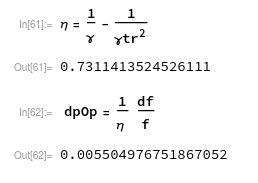 In[61]:= η = 1/γ - 1/γtr²
Out[61]= 0.7311413524526111
In[62]:= dpOp = 1/η df/f
Out[62]= 0.005504976751867052